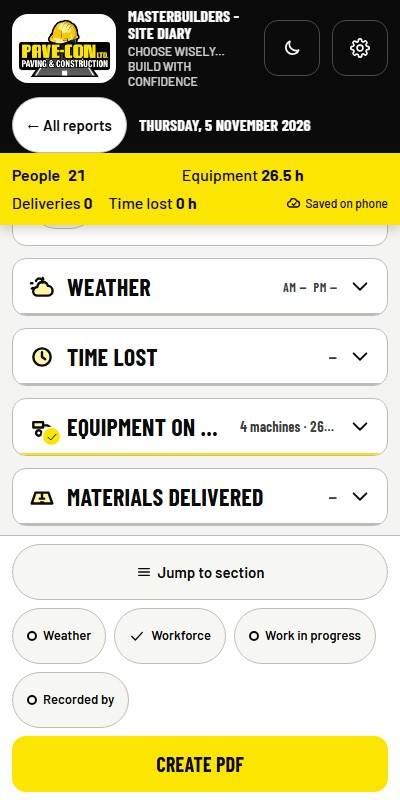 PAVE-CON LTD.
PAVING & CONSTRUCTION
MASTERBUILDERS -
SITE DIARY
CHOOSE WISELY...
BUILD WITH
CONFIDENCE
← All reports
THURSDAY, 5 NOVEMBER 2026
People 21
Equipment 26.5 h
Deliveries 0
Time lost 0 h
Saved on phone
WEATHER
AM – PM –
TIME LOST
–
EQUIPMENT ON ...
4 machines · 26...
MATERIALS DELIVERED
–
Jump to section
Weather
Workforce
Work in progress
Recorded by
CREATE PDF